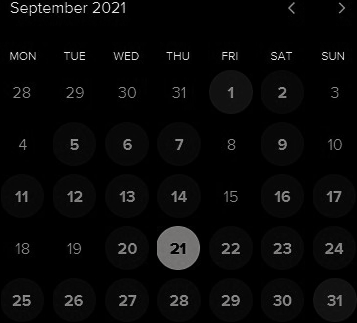 September 2021
MON TUE WED THU FRI SAT SUN
28 29 30 31 1 2 3
4 5 6 7 8 9 10
11 12 13 14 15 16 17
18 19 20 21 22 23 24
25 26 27 28 29 30 31